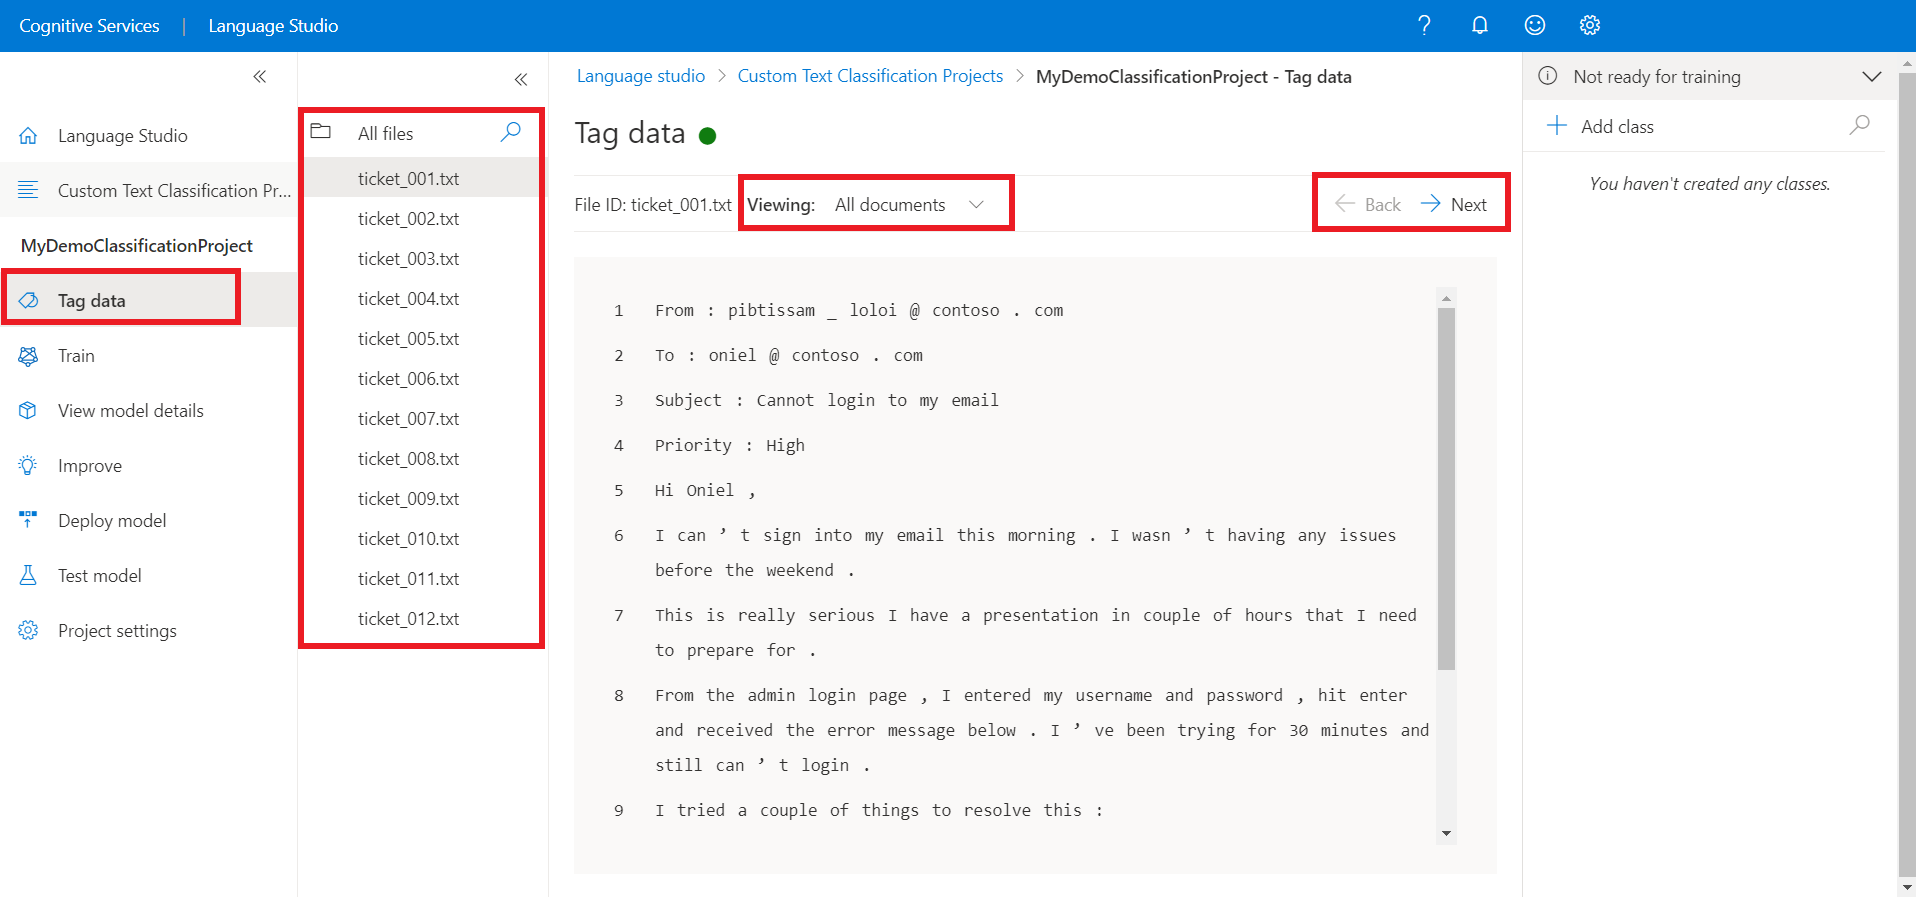 Cognitive Services | Language Studio
Language Studio
Custom Text Classification Pr...
MyDemoClassificationProject
Tag data
Train
View model details
Improve
Deploy model
Test model
Project settings
All files
ticket_001.txt
ticket_002.txt
ticket_003.txt
ticket_004.txt
ticket_005.txt
ticket_006.txt
ticket_007.txt
ticket_008.txt
ticket_009.txt
ticket_010.txt
ticket_011.txt
ticket_012.txt
Language studio > Custom Text Classification Projects > MyDemoClassificationProject - Tag data
Tag data
File ID: ticket_001.txt Viewing: All documents Back Next
1 From : pibtissam _ loloi @ contoso . com
2 To : oniel @ contoso . com
3 Subject : Cannot login to my email
4 Priority : High
5 Hi Oniel ,
6 I can ’ t sign into my email this morning . I wasn ’ t having any issues
before the weekend .
7 This is really serious I have a presentation in couple of hours that I need
to prepare for .
8 From the admin login page , I entered my username and password , hit enter
and received the error message below . I ’ ve been trying for 30 minutes and
still can ’ t login .
9 I tried a couple of things to resolve this :
Not ready for training
Add class
You haven't created any classes.